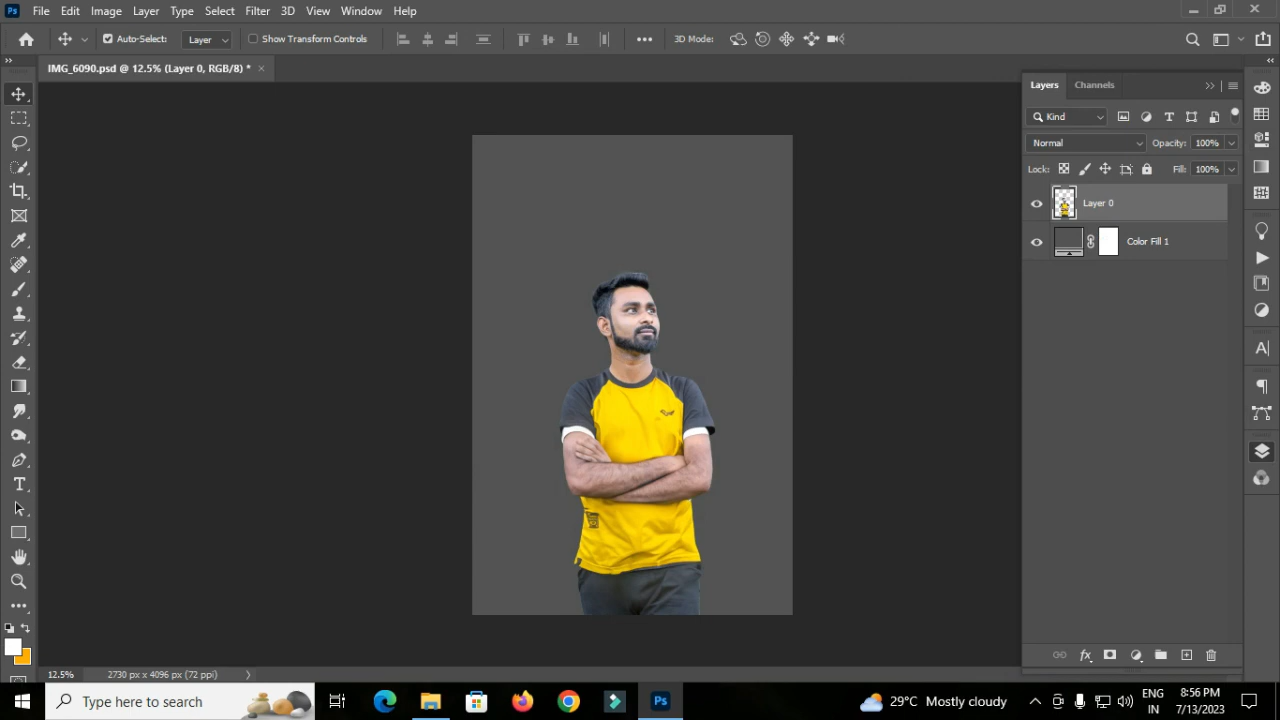 Ps File Edit Image Layer Type Select Filter 3D View Window Help
Auto-Select: Layer Show Transform Controls 3D Mode:
IMG_6090.psd @ 12.5% (Layer 0, RGB/8) *
Layers Channels
Kind
Normal Opacity: 100%
Lock: Fill: 100%
Layer 0
Color Fill 1
12.5% 2730 px x 4096 px (72 ppi)
Type here to search
Ps
29°C Mostly cloudy
ENG
IN
8:56 PM
7/13/2023